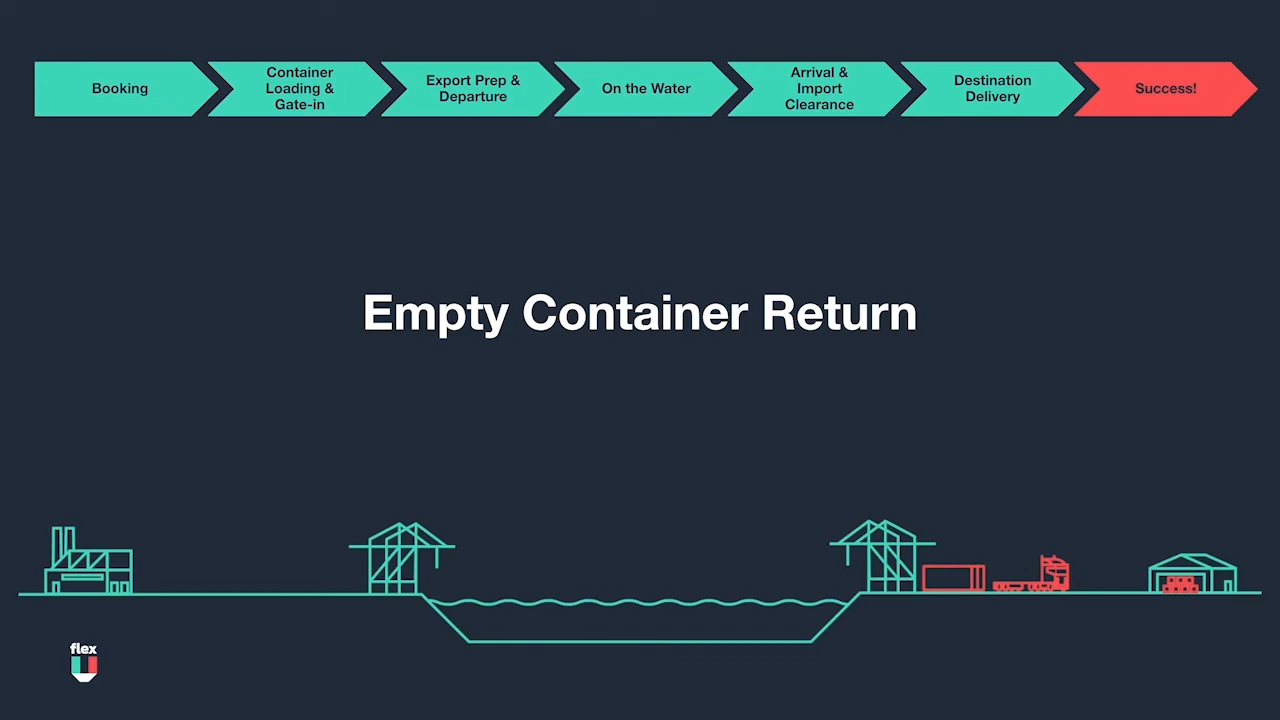 Booking
Container
Loading &
Gate-in
Export Prep &
Departure
On the Water
Arrival &
Import
Clearance
Destination
Delivery
Success!
Empty Container Return
flex
U